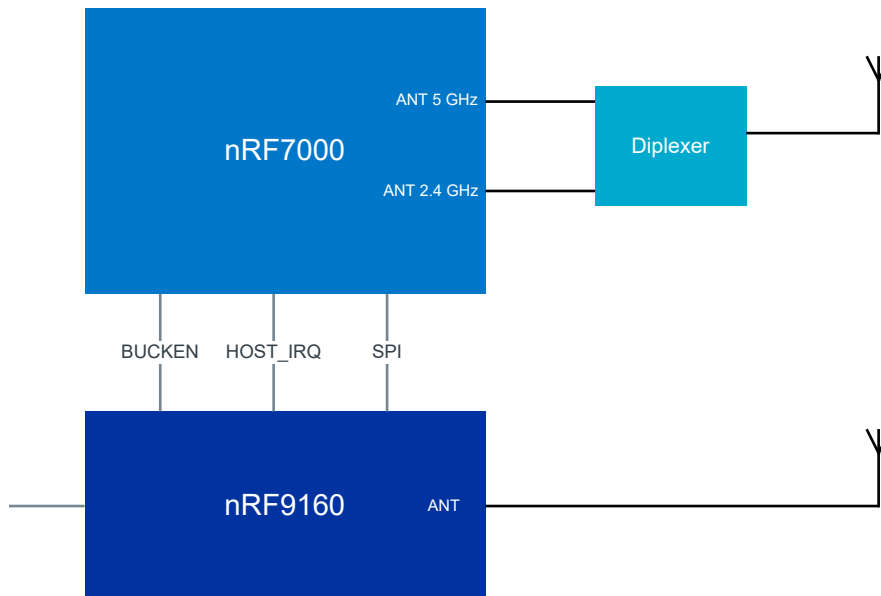 ANT 5 GHz
nRF7000
Diplexer
ANT 2.4 GHz
BUCKEN
HOST_IRQ
SPI
nRF9160
ANT